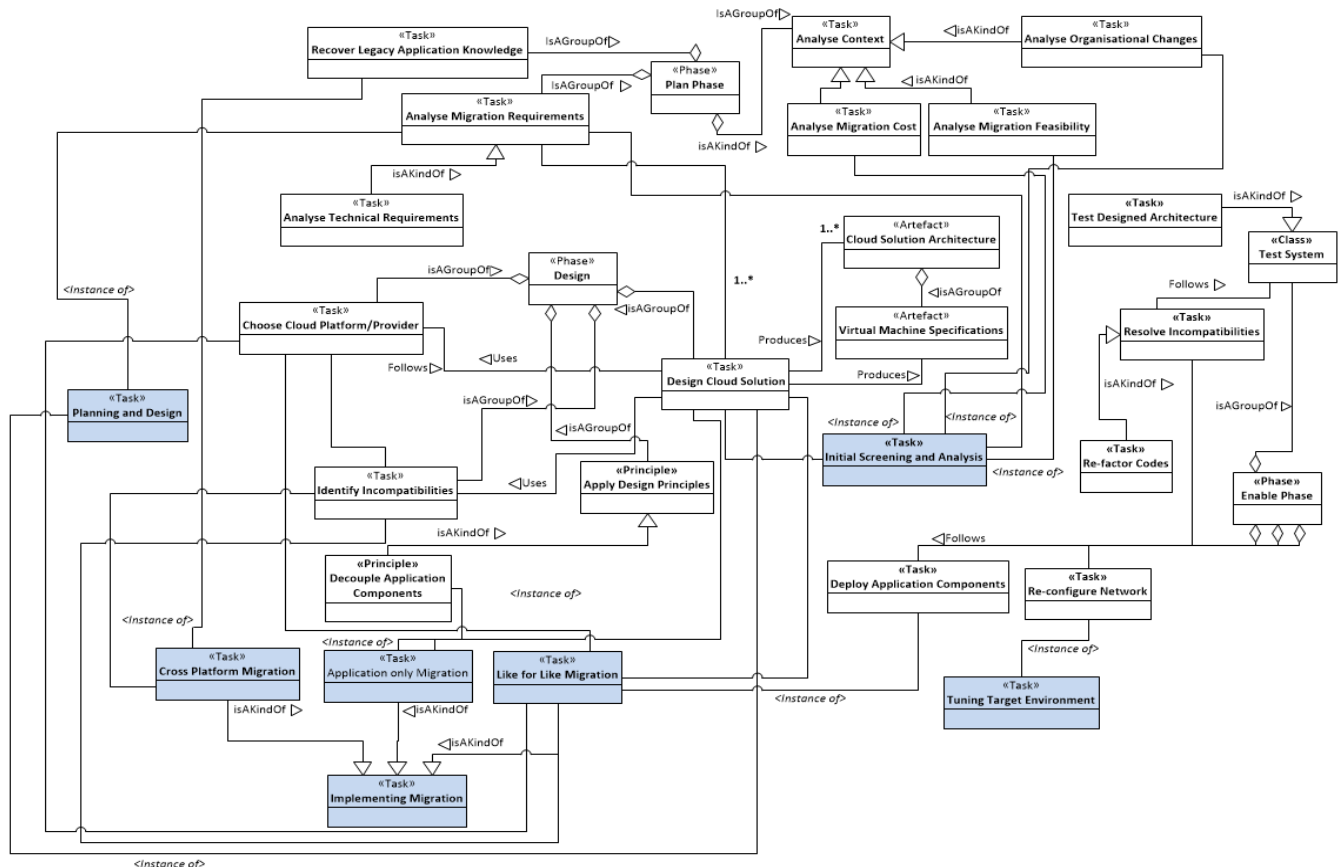 «Task»
Recover Legacy Application Knowledge
IsAGroupOf ▷
IsAGroupOf ▷
«Task»
Analyse Context
◁isAKindOf
«Task»
Analyse Organisational Changes
«Phase»
Plan Phase
IsAGroupOf ▷
◁ isAKindOf
«Task»
Analyse Migration Requirements
«Task»
Analyse Migration Cost
«Task»
Analyse Migration Feasibility
isAKindOf ▷
isAKindOf ▷
«Task»
Analyse Technical Requirements
isAKindOf ▷
«Task»
Test Designed Architecture
1..*
«Artefact»
Cloud Solution Architecture
«Class»
Test System
«Phase»
Design
isAGroupOf▷
<Instance of>
1..*
◁isAGroupOf
Follows ▷
◁isAGroupOf
«Task»
Choose Cloud Platform/Provider
«Artefact»
Virtual Machine Specifications
«Task»
Resolve Incompatibilities
Produces▷
◁Uses
Follows▷
«Task»
Design Cloud Solution
Produces▷
isAKindOf ▷
«Task»
Planning and Design
isAGroupOf▷
isAGroupOf▷
◁isAGroupOf
<Instance of>
<Instance of>
«Task»
Initial Screening and Analysis
«Task»
Re-factor Codes
<Instance of>
«Task»
Identify Incompatibilities
◁Uses
«Principle»
Apply Design Principles
«Phase»
Enable Phase
isAKindOf ▷
◁Follows
«Principle»
Decouple Application
Components
«Task»
Deploy Application Components
«Task»
Re-configure Network
<Instance of>
<Instance of>
<Instance of>
<Instance of>
«Task»
Cross Platform Migration
«Task»
Application only Migration
«Task»
Like for Like Migration
«Task»
Tuning Target Environment
<Instance of>
isAKindOf ▷
◁isAKindOf
◁isAKindOf
«Task»
Implementing Migration
<Instance of>